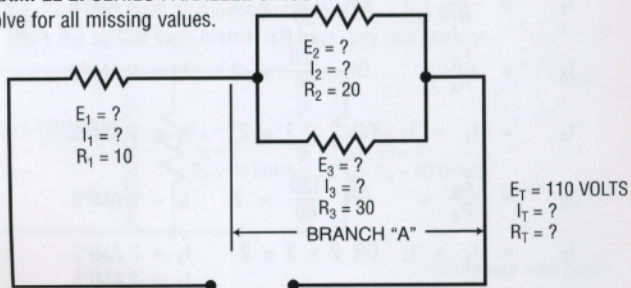 olve for all missing values.
E2 = ?
I2 = ?
R2 = 20
E1 = ?
I1 = ?
R1 = 10
E3 = ?
I3 = ?
R3 = 30
BRANCH "A"
ET = 110 VOLTS
IT = ?
RT = ?